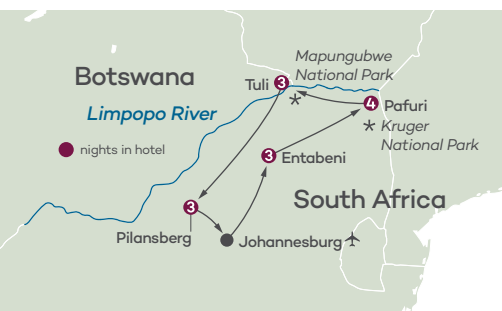 Mapungubwe
National Park
Botswana
Tuli
3
Limpopo River
4
Pafuri
Kruger
National Park
nights in hotel
3
Entabeni
South Africa
3
Pilansberg
Johannesburg